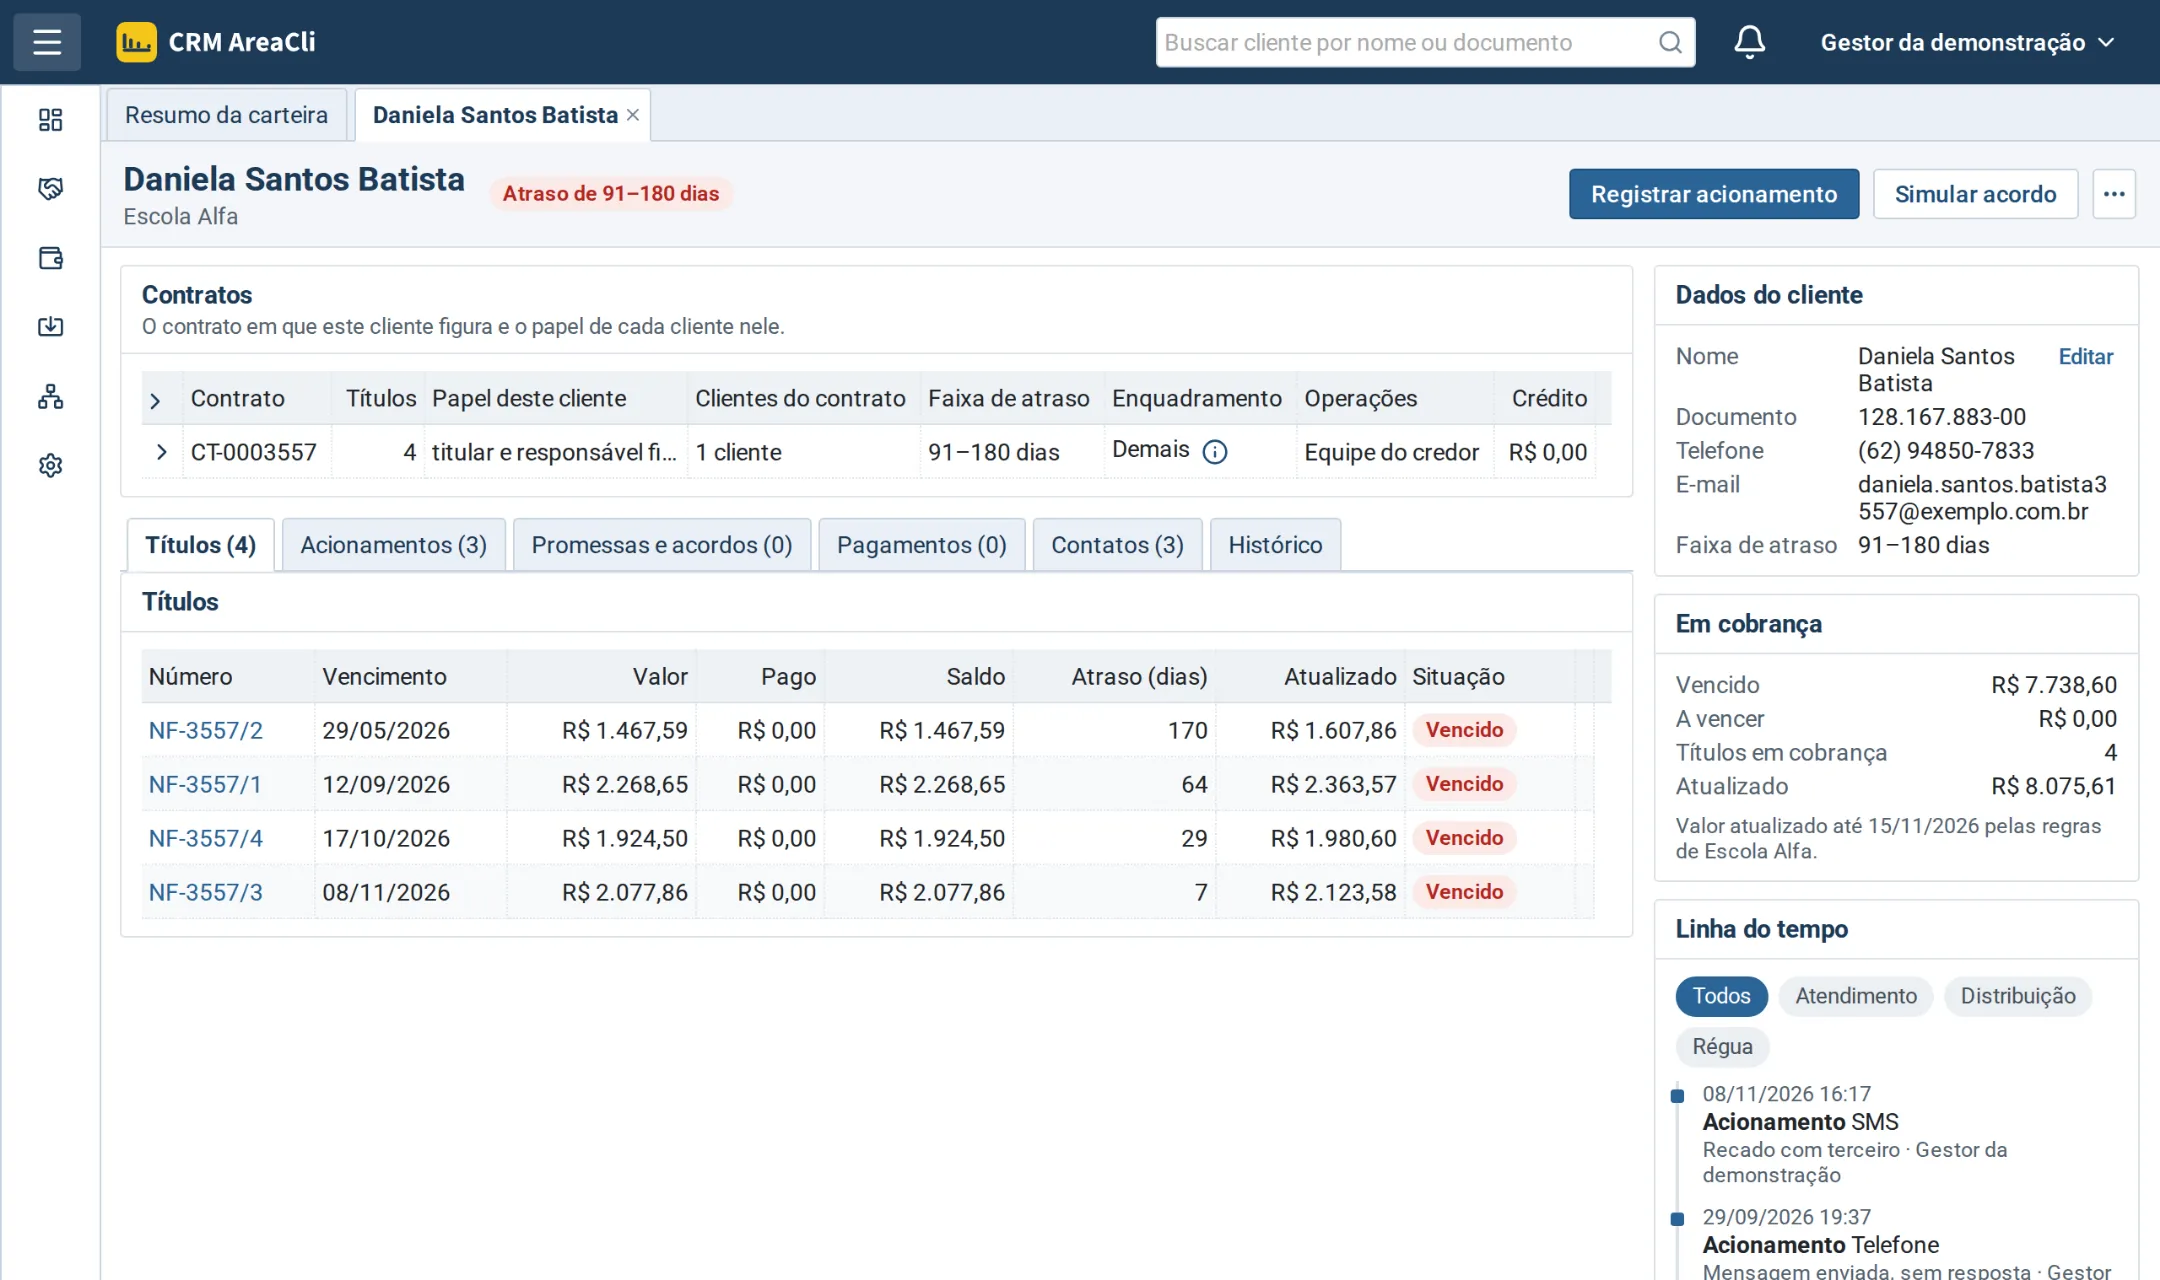 CRM AreaCli
Buscar cliente por nome ou documento
Gestor da demonstração
Resumo da carteira
Daniela Santos Batista
Daniela Santos Batista
Escola Alfa
Atraso de 91–180 dias
Registrar acionamento
Simular acordo
Contratos
O contrato em que este cliente figura e o papel de cada cliente nele.
Contrato Títulos Papel deste cliente Clientes do contrato Faixa de atraso Enquadramento Operações Crédito
CT-0003557 4 titular e responsável fi... 1 cliente 91–180 dias Demais Equipe do credor R$ 0,00
Títulos (4) Acionamentos (3) Promessas e acordos (0) Pagamentos (0) Contatos (3) Histórico
Títulos
Número Vencimento Valor Pago Saldo Atraso (dias) Atualizado Situação
NF-3557/2 29/05/2026 R$ 1.467,59 R$ 0,00 R$ 1.467,59 170 R$ 1.607,86 Vencido
NF-3557/1 12/09/2026 R$ 2.268,65 R$ 0,00 R$ 2.268,65 64 R$ 2.363,57 Vencido
NF-3557/4 17/10/2026 R$ 1.924,50 R$ 0,00 R$ 1.924,50 29 R$ 1.980,60 Vencido
NF-3557/3 08/11/2026 R$ 2.077,86 R$ 0,00 R$ 2.077,86 7 R$ 2.123,58 Vencido
Dados do cliente
Nome Daniela Santos Batista Editar
Documento 128.167.883-00
Telefone (62) 94850-7833
E-mail daniela.santos.batista3
557@exemplo.com.br
Faixa de atraso 91–180 dias
Em cobrança
Vencido R$ 7.738,60
A vencer R$ 0,00
Títulos em cobrança 4
Atualizado R$ 8.075,61
Valor atualizado até 15/11/2026 pelas regras
de Escola Alfa.
Linha do tempo
Todos Atendimento Distribuição
Régua
08/11/2026 16:17
Acionamento SMS
Recado com terceiro · Gestor da
demonstração
29/09/2026 19:37
Acionamento Telefone
Mensagem enviada, sem resposta · Gestor